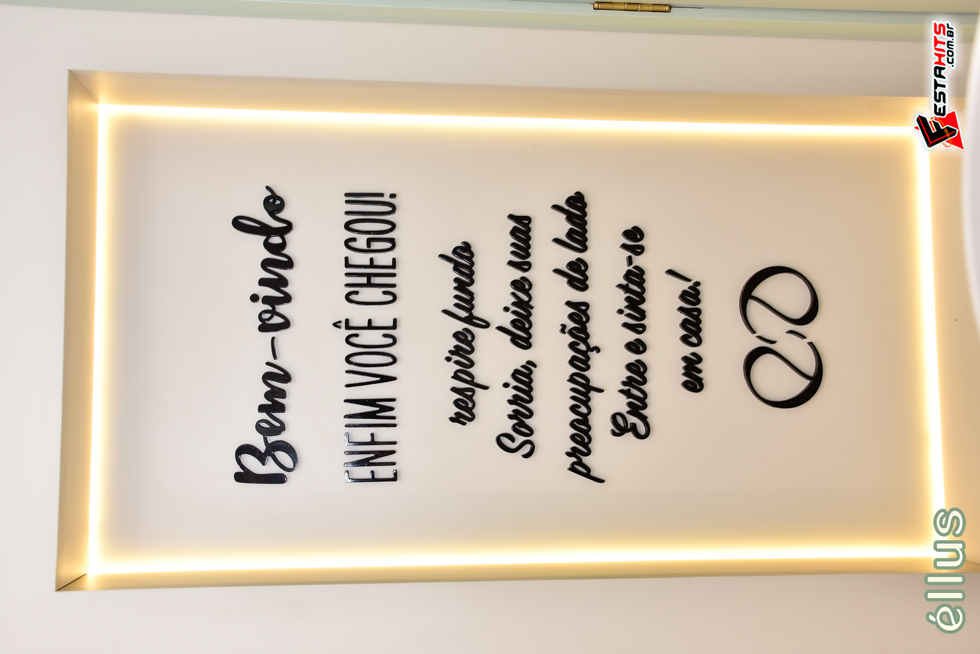 Bem-vindo
ENFIM VOCÊ CHEGOU!
respire fundo
Sorria, deixe suas
preocupações de lado
Entre e sinta-se
em casa!
FESTAHITS
.com.br
éllus